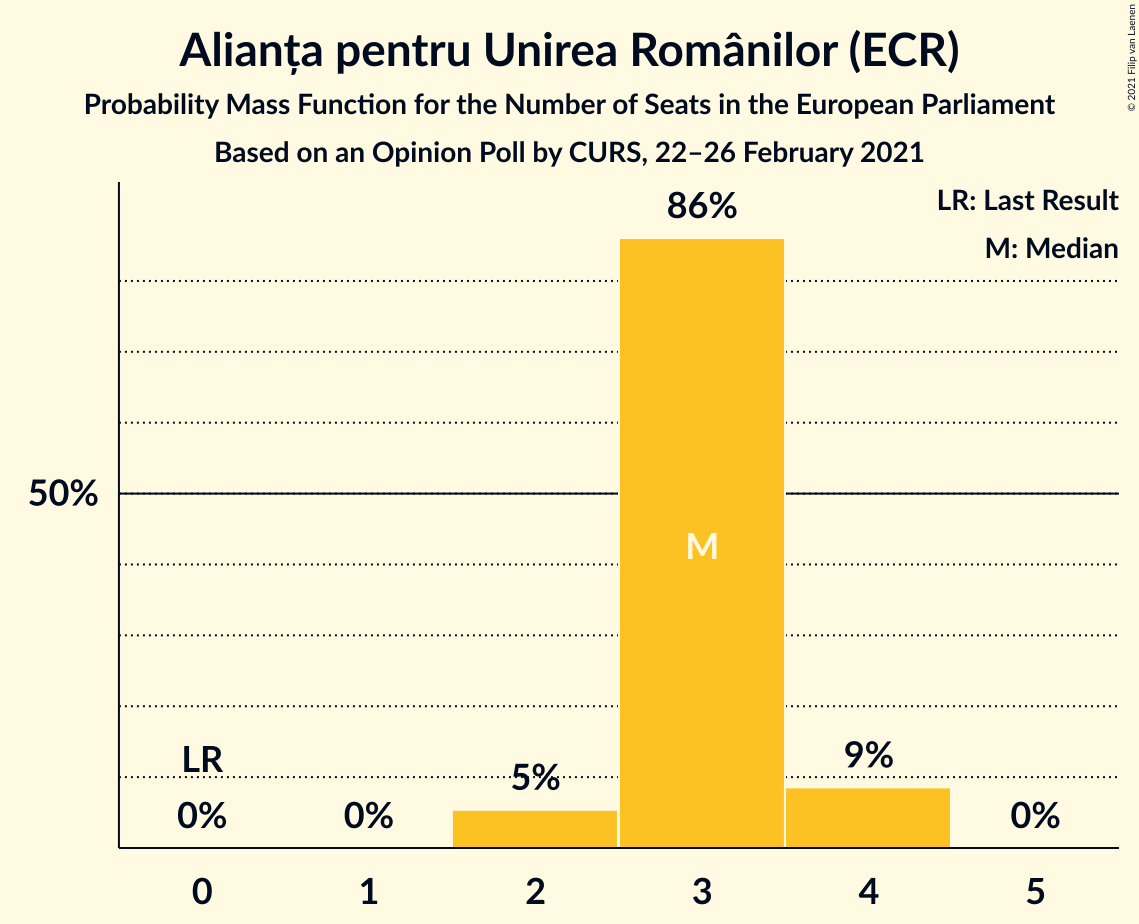 Alianța pentru Unirea Românilor (ECR)
Probability Mass Function for the Number of Seats in the European Parliament
Based on an Opinion Poll by CURS, 22–26 February 2021
© 2021 Filip van Laenen
LR: Last Result
M: Median
86%
50%
M
LR
0%
0%
5%
9%
0%
0 1 2 3 4 5